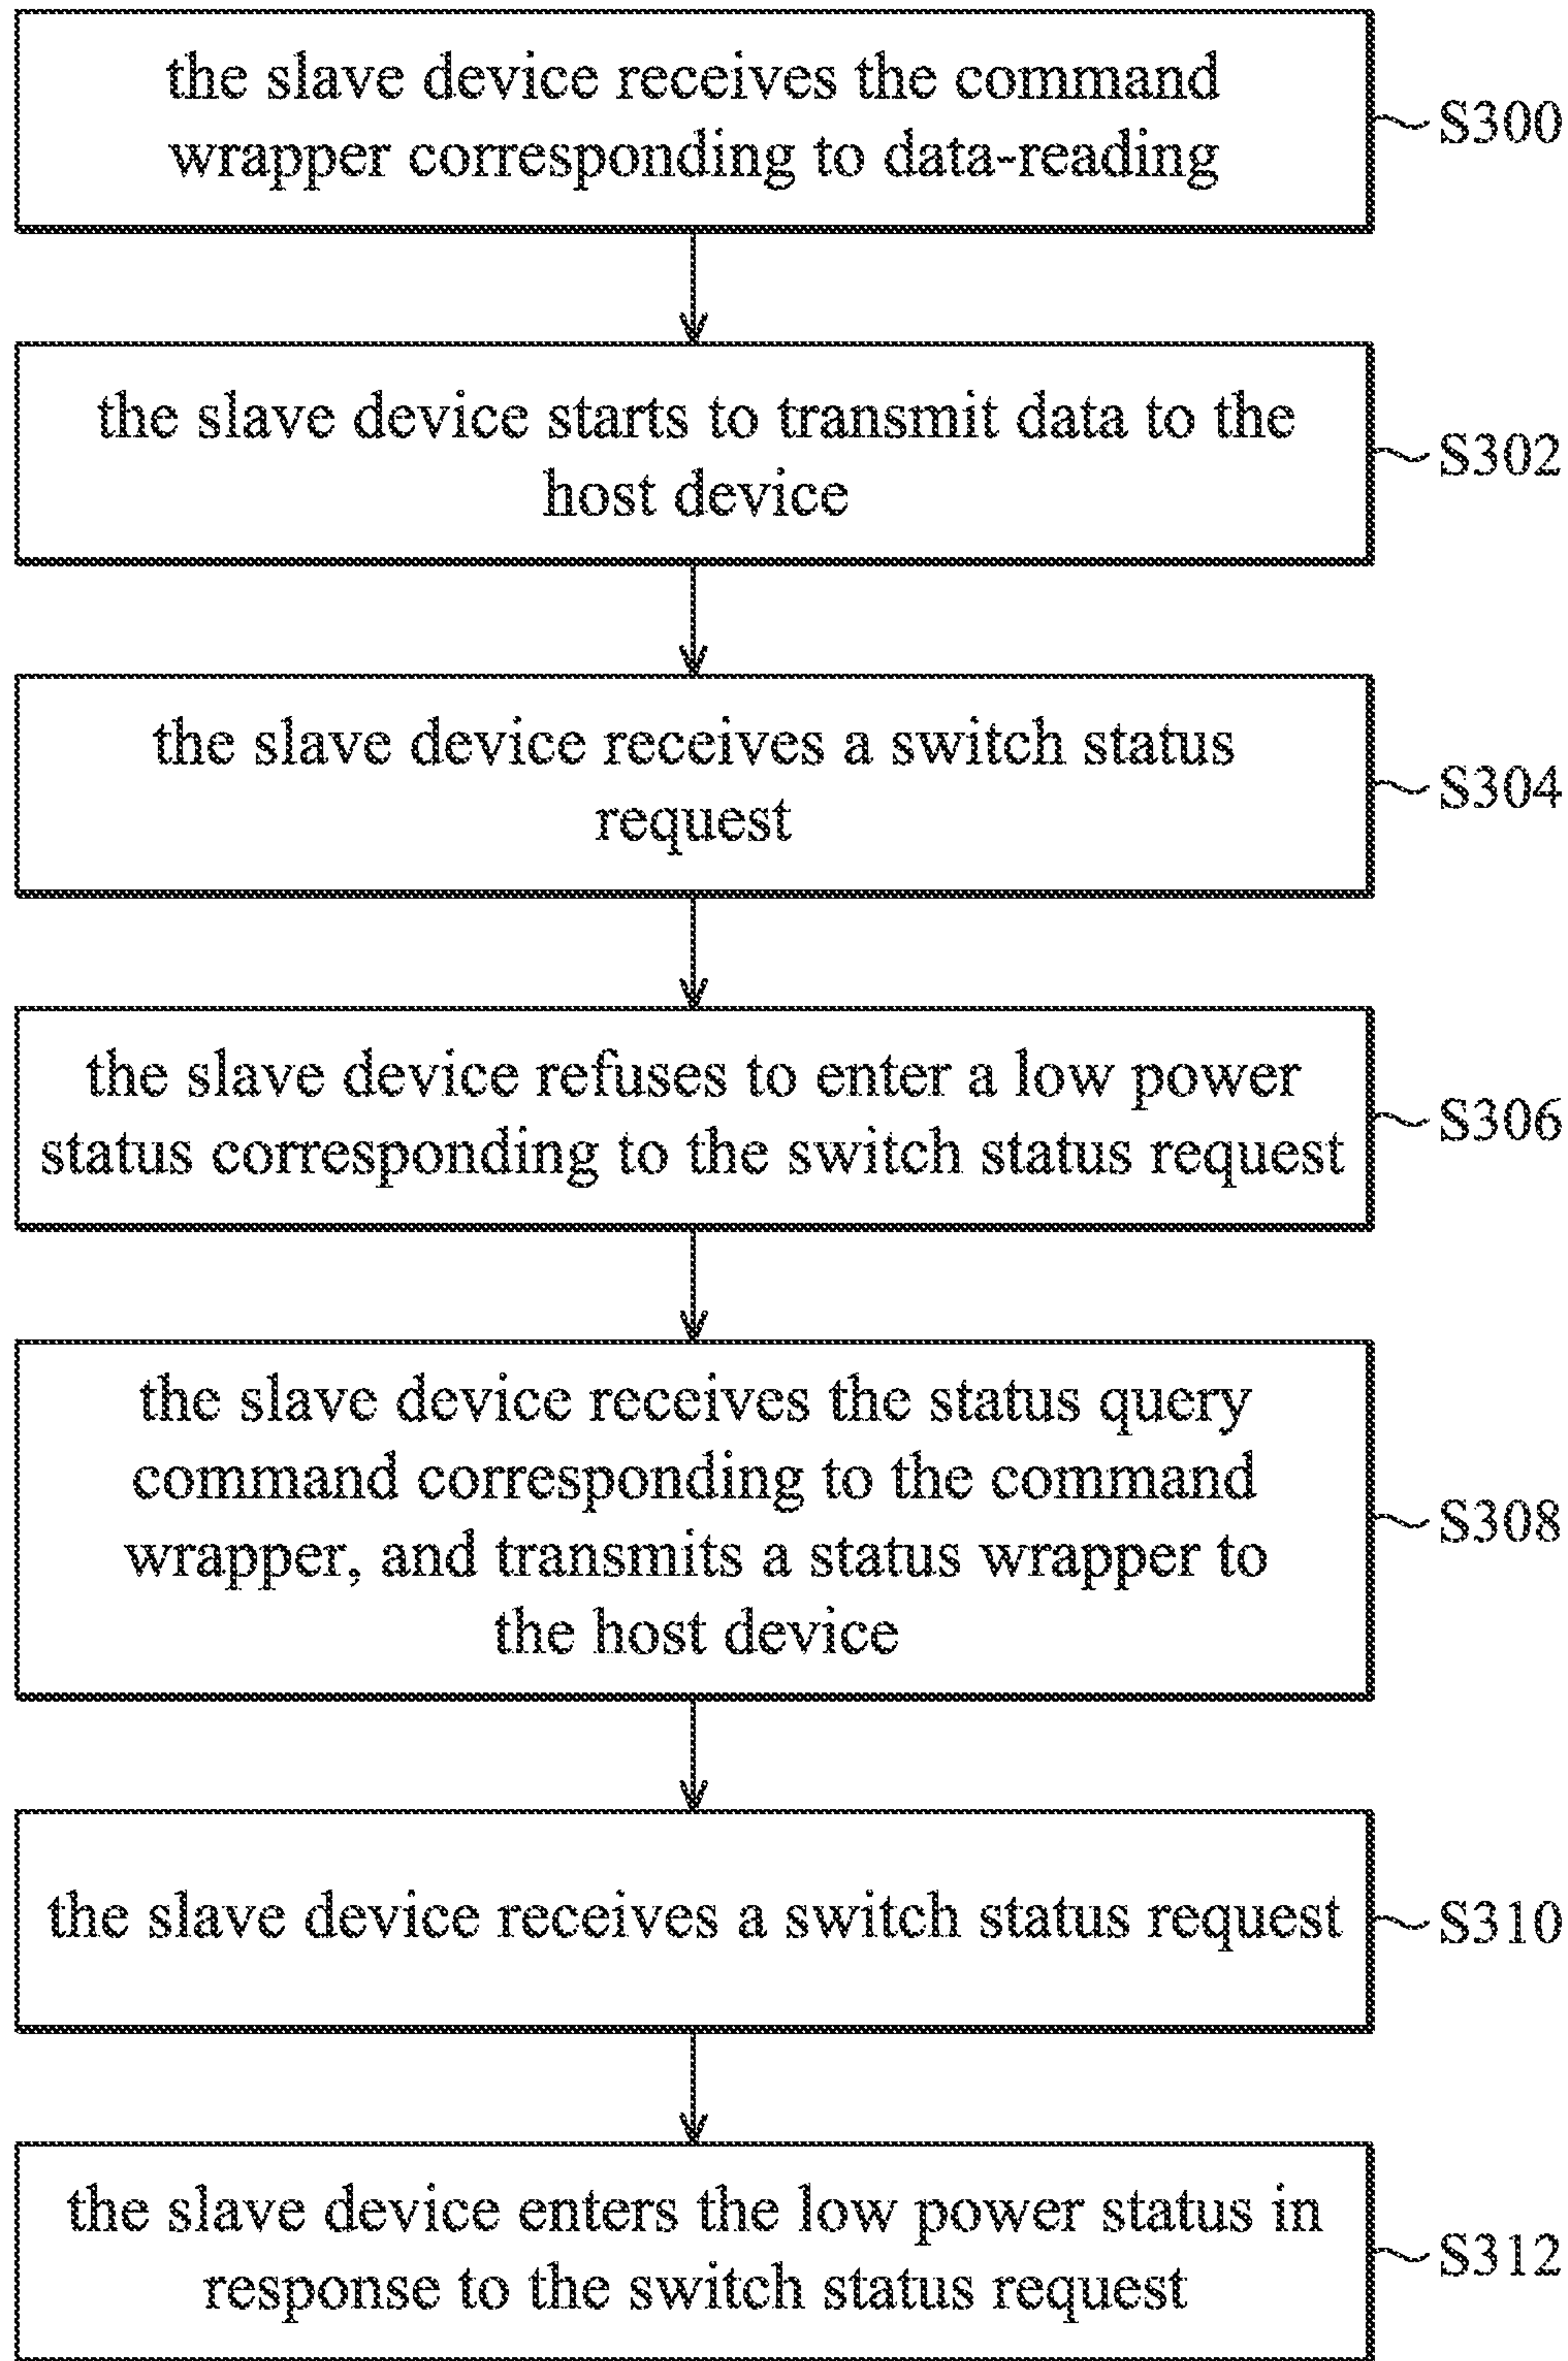 the slave device receives the command
wrapper corresponding to data-reading
S300
the slave device starts to transmit data to the
host device
S302
the slave device receives a switch status
request
S304
the slave device refuses to enter a low power
status corresponding to the switch status request
S306
the slave device receives the status query
command corresponding to the command
wrapper, and transmits a status wrapper to
the host device
S308
the slave device receives a switch status request
S310
the slave device enters the low power status in
response to the switch status request
S312